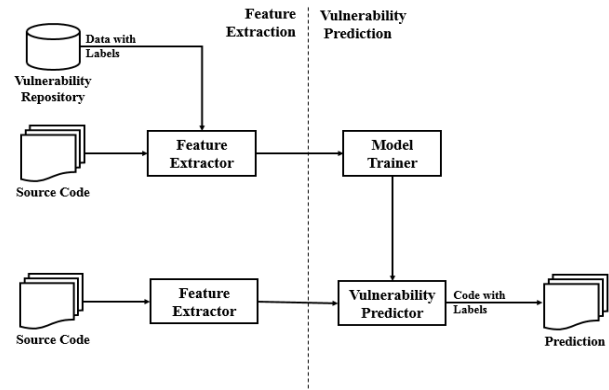 Feature
Extraction
Vulnerability
Prediction
Data with
Labels
Vulnerability
Repository
Feature
Extractor
Model
Trainer
Source Code
Feature
Extractor
Vulnerability
Predictor
Code with
Labels
Source Code
Prediction